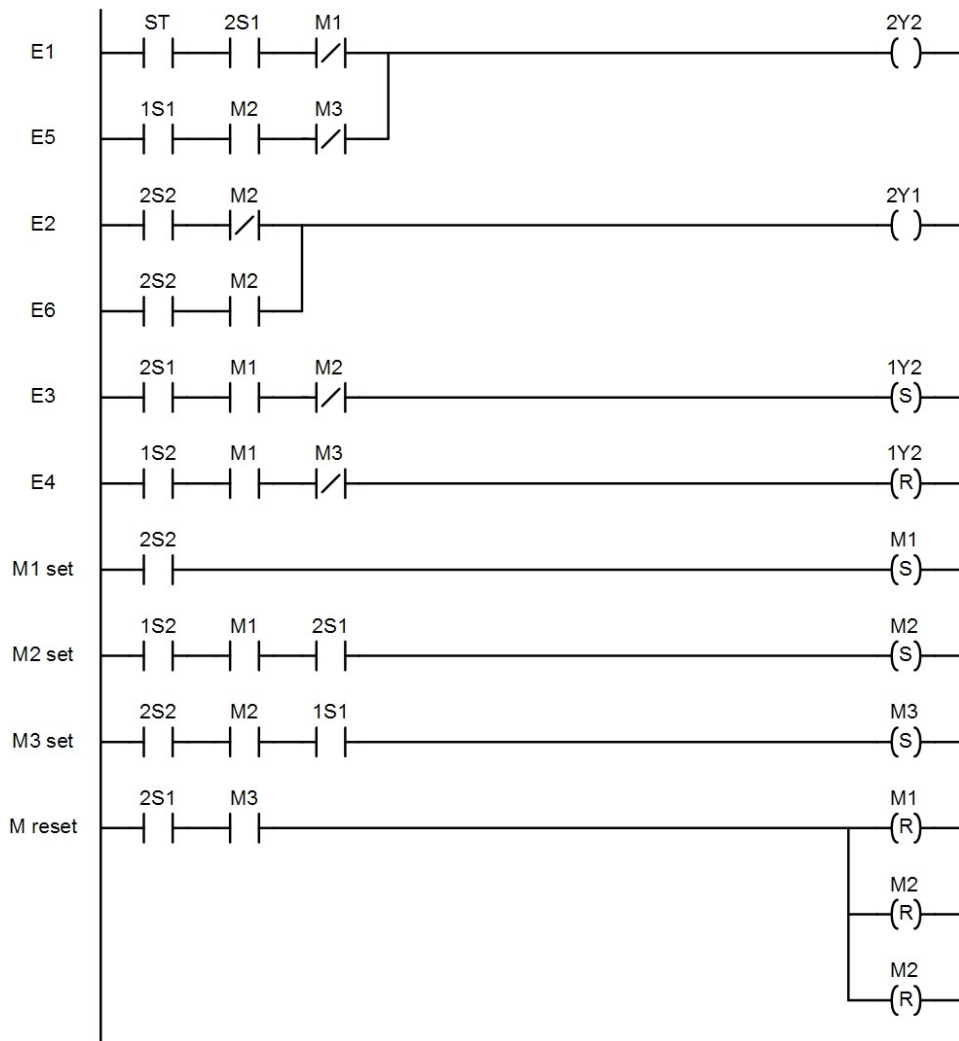 ST 2S1 M1 2Y2
E1
1S1 M2 M3
E5
2S2 M2 2Y1
E2
2S2 M2
E6
2S1 M1 M2 1Y2
E3 S
1S2 M1 M3 1Y2
E4 R
2S2 M1
M1 set S
1S2 M1 2S1 M2
M2 set S
2S2 M2 1S1 M3
M3 set S
2S1 M3 M1
M reset R
M2
R
M2
R